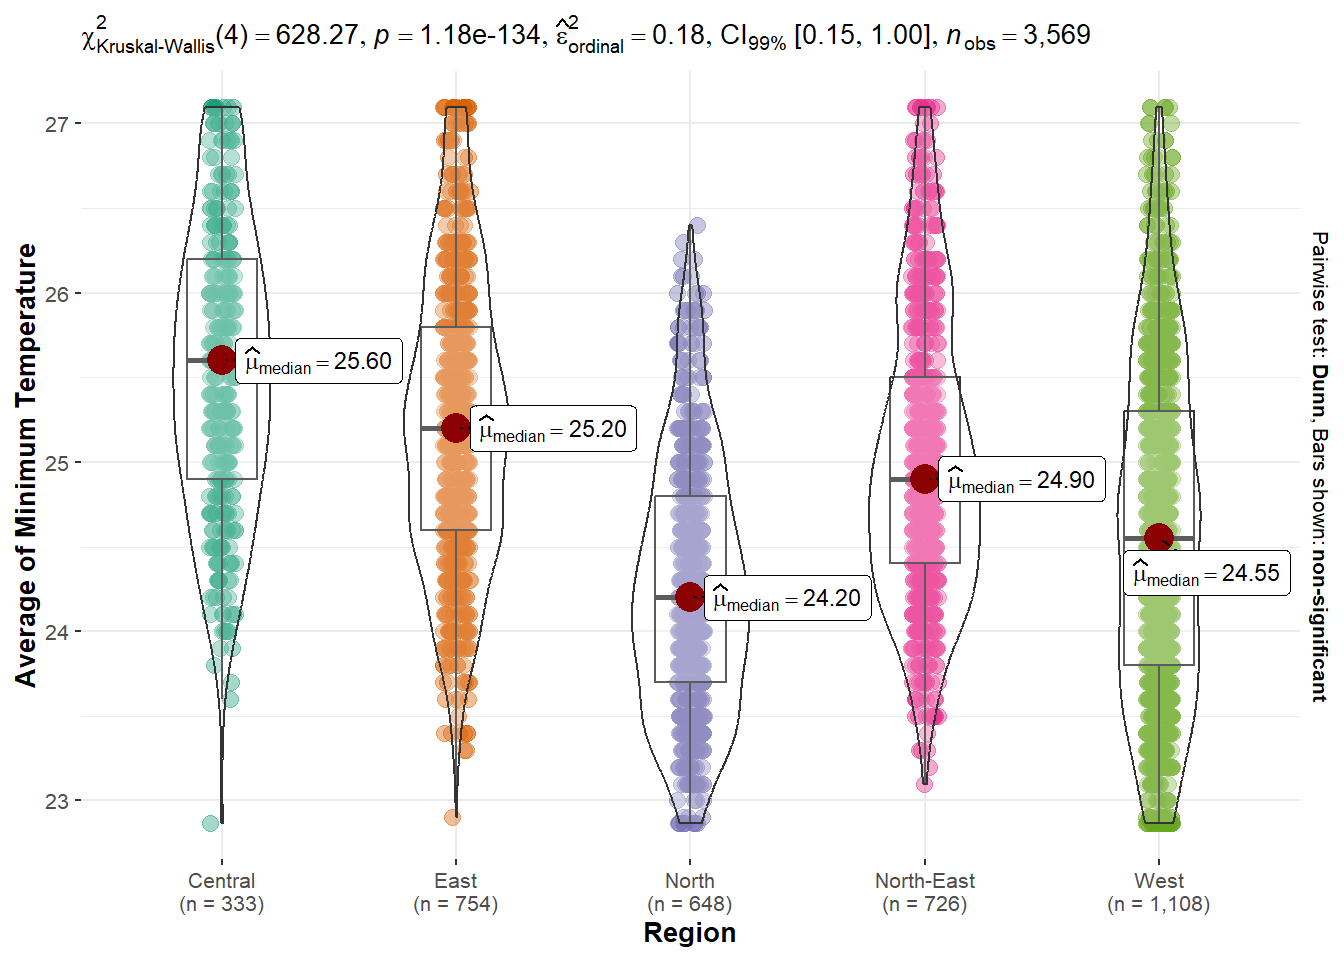 χ²Kruskal-Wallis(4) = 628.27, p = 1.18e-134, ε̂²ordinal = 0.18, CI99% [0.15, 1.00], nobs = 3,569
27
26
25
24
23
Average of Minimum Temperature
μ̂median = 25.60
μ̂median = 25.20
μ̂median = 24.20
μ̂median = 24.90
μ̂median = 24.55
Pairwise test: Dunn, Bars shown: non-significant
Central
(n = 333)
East
(n = 754)
North
(n = 648)
North-East
(n = 726)
West
(n = 1,108)
Region